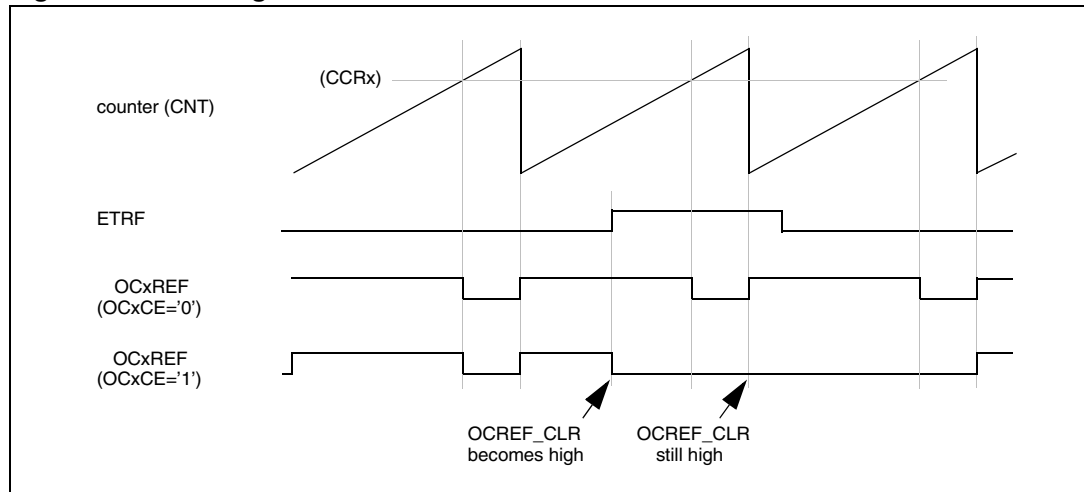 (CCRx)
counter (CNT)
ETRF
OCxREF
(OCxCE='0')
OCxREF
(OCxCE='1')
OCREF_CLR
becomes high
OCREF_CLR
still high